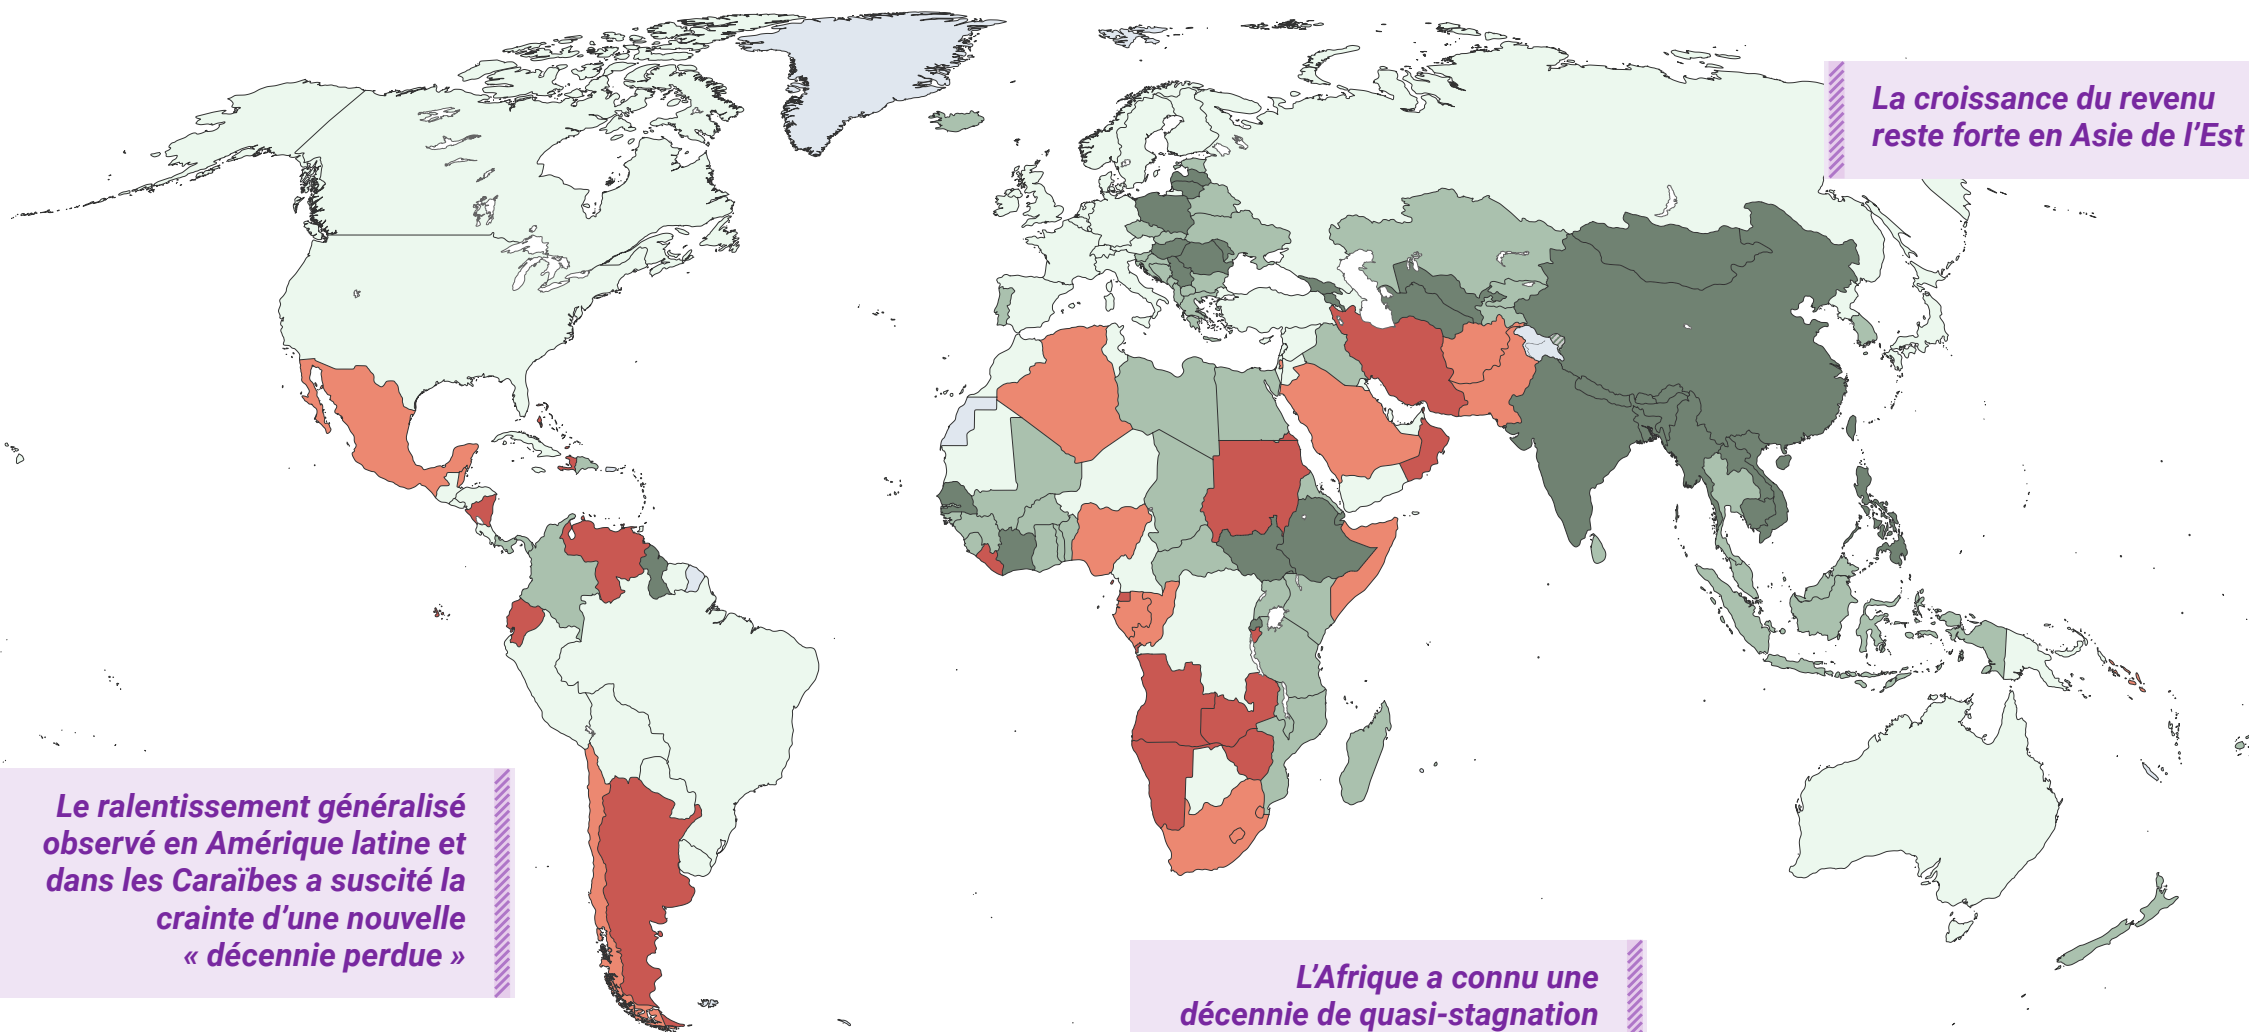 La croissance du revenu
reste forte en Asie de l’Est
Le ralentissement généralisé
observé en Amérique latine et
dans les Caraïbes a suscité la
crainte d’une nouvelle
« décennie perdue »
L’Afrique a connu une
décennie de quasi-stagnation